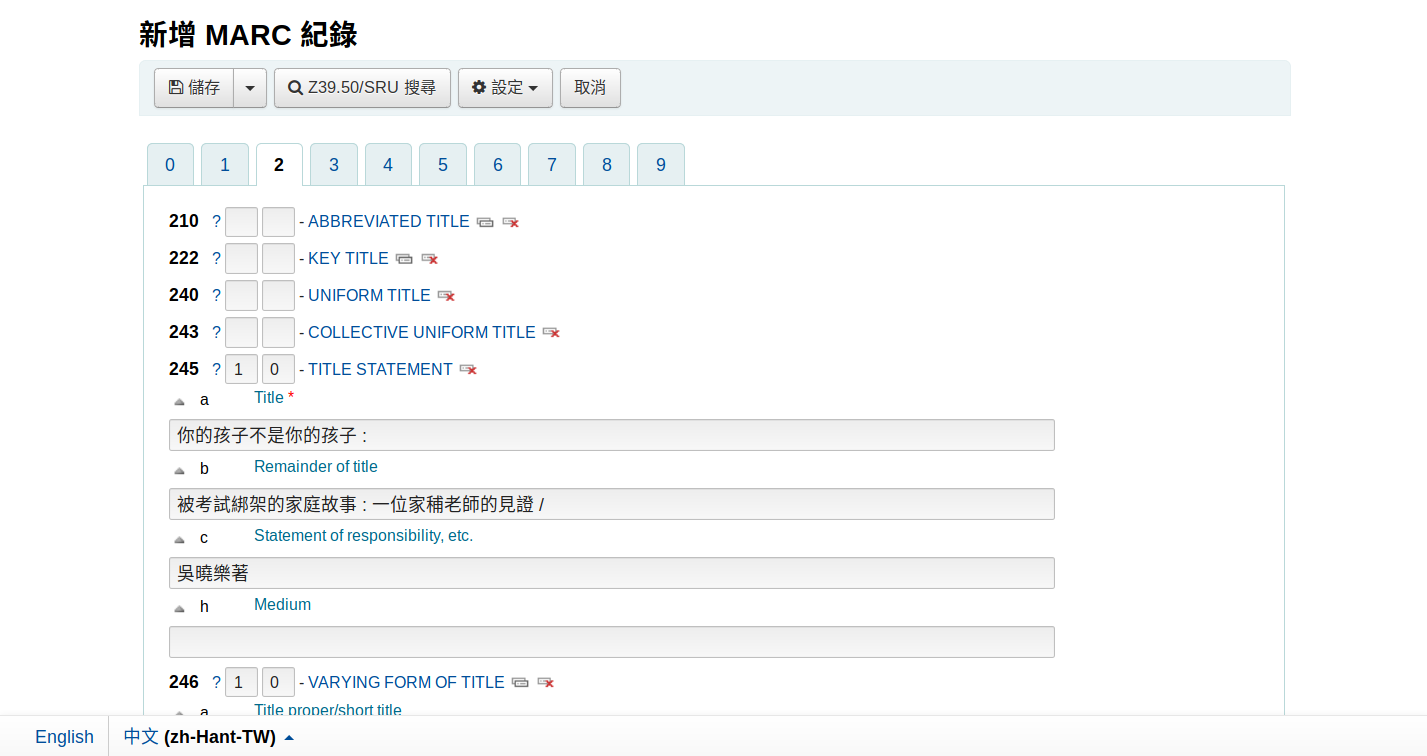 新增 MARC 紀錄
儲存 Z39.50/SRU 搜尋 設定 取消
0 1 2 3 4 5 6 7 8 9
210 ? - ABBREVIATED TITLE
222 ? - KEY TITLE
240 ? - UNIFORM TITLE
243 ? - COLLECTIVE UNIFORM TITLE
245 ? 1 0 - TITLE STATEMENT
a Title *
你的孩子不是你的孩子 :
b Remainder of title
被考試綁架的家庭故事 : 一位家稱老師的見證 /
c Statement of responsibility, etc.
吳曉樂著
h Medium
246 ? 1 0 - VARYING FORM OF TITLE
a Title proper/short title
English 中文 (zh-Hant-TW)